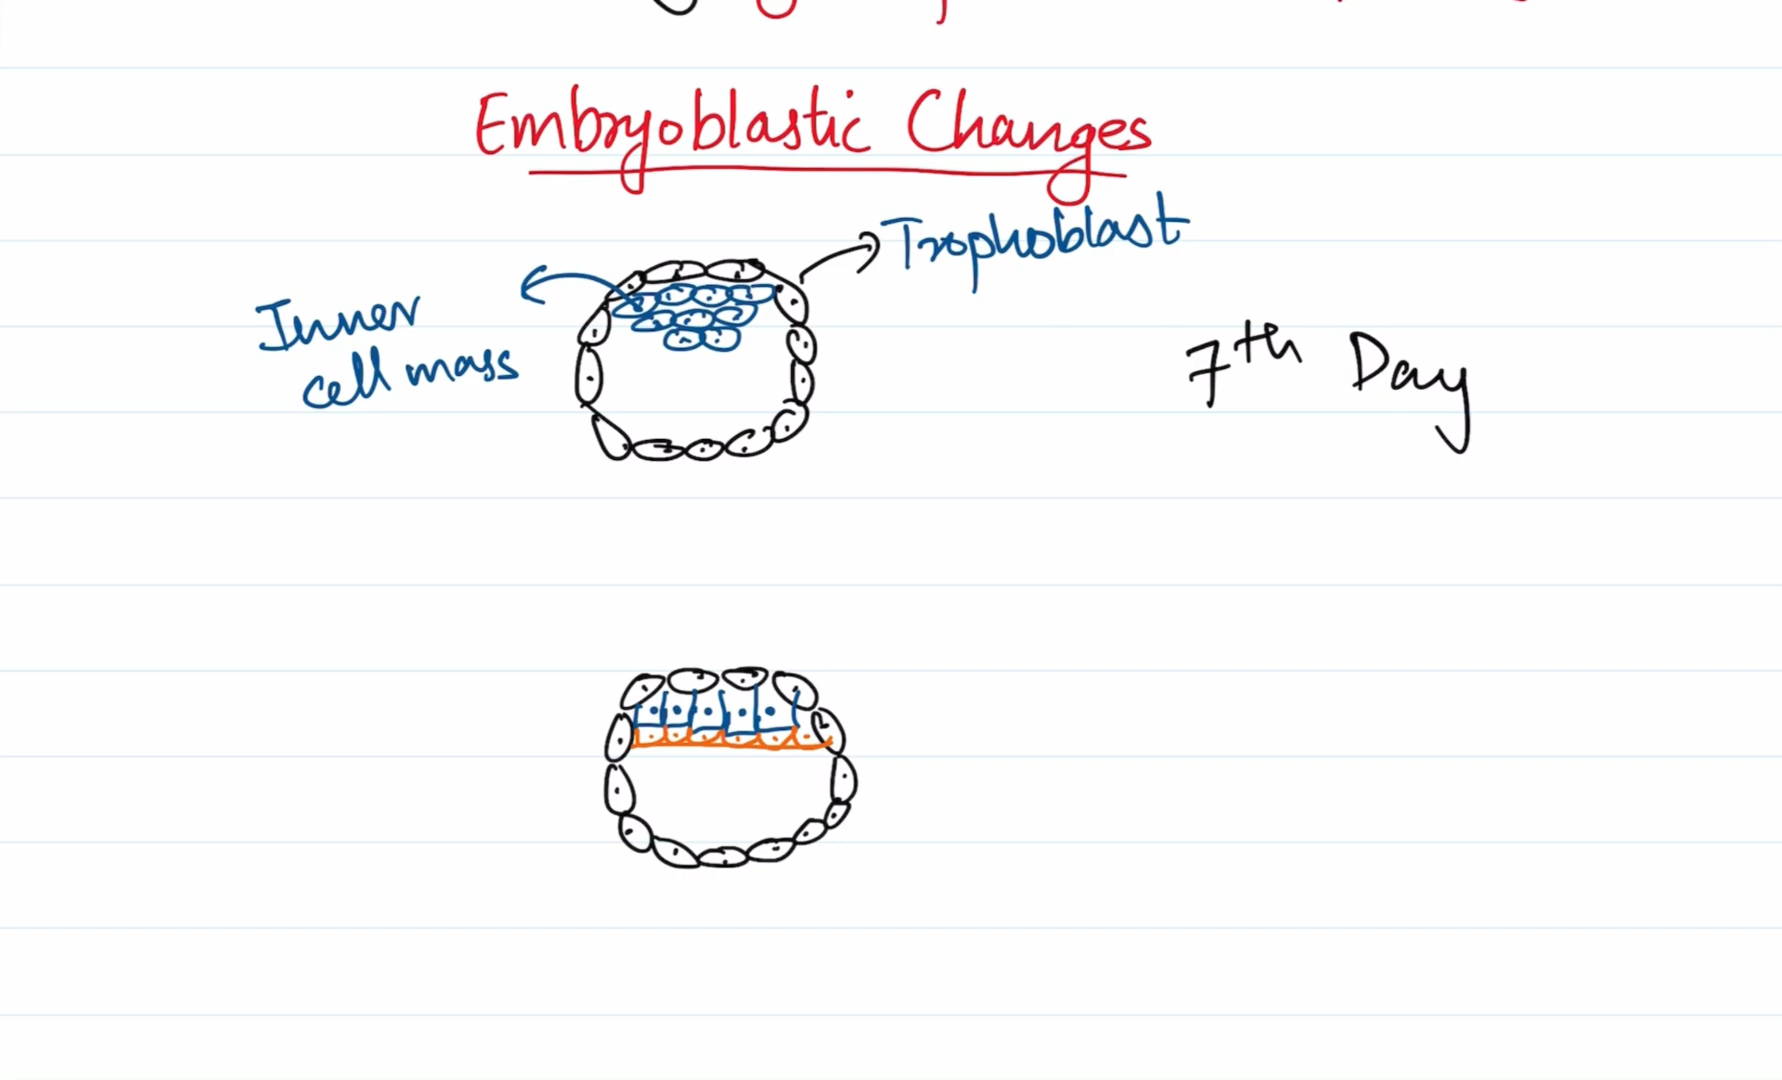 Embryoblastic Changes
Trophoblast
Inner
cell mass
7th Day